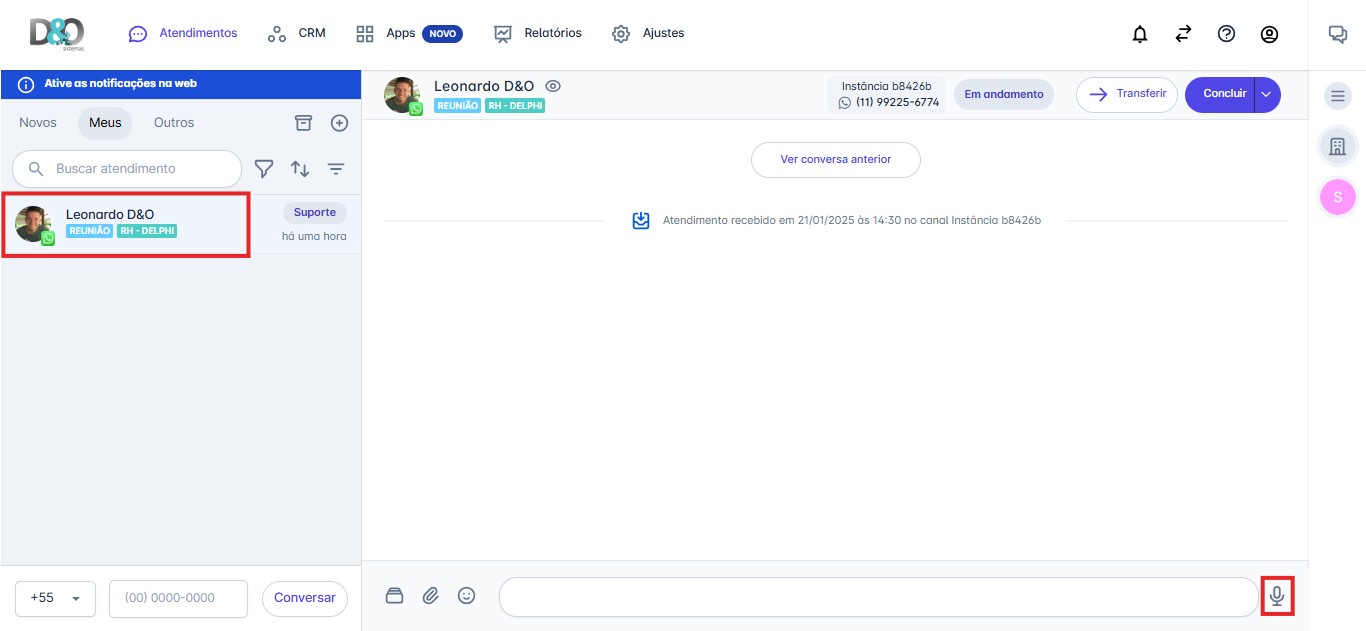 D&O
sistemas
Atendimentos
CRM
Apps NOVO
Relatórios
Ajustes
Ative as notificações na web
Novos
Meus
Outros
Buscar atendimento
Leonardo D&O
REUNIÃO RH - DELPHI
Suporte
há uma hora
+55
(00) 0000-0000
Conversar
Leonardo D&O
REUNIÃO RH - DELPHI
Instância b8426b
(11) 99225-6774
Em andamento
Transferir
Concluir
Ver conversa anterior
Atendimento recebido em 21/01/2025 às 14:30 no canal Instância b8426b
S